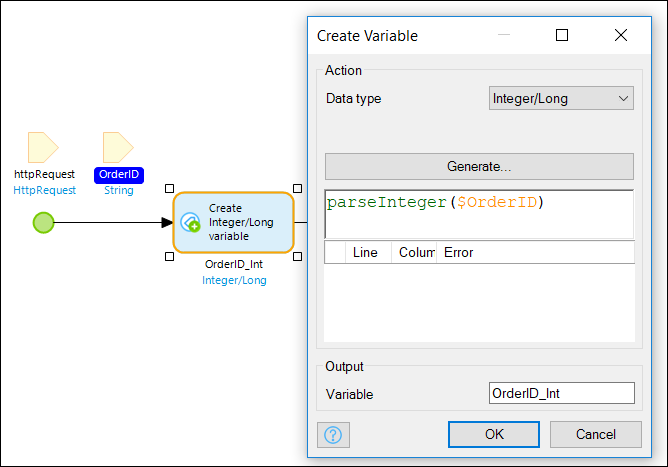 Create Variable
Action
Data type
Integer/Long
Generate...
parseInteger($OrderID)
Line
Colum
Error
Output
Variable
OrderID_Int
OK
Cancel
httpRequest
HttpRequest
OrderID
String
Create
Integer/Long
variable
OrderID_Int
Integer/Long